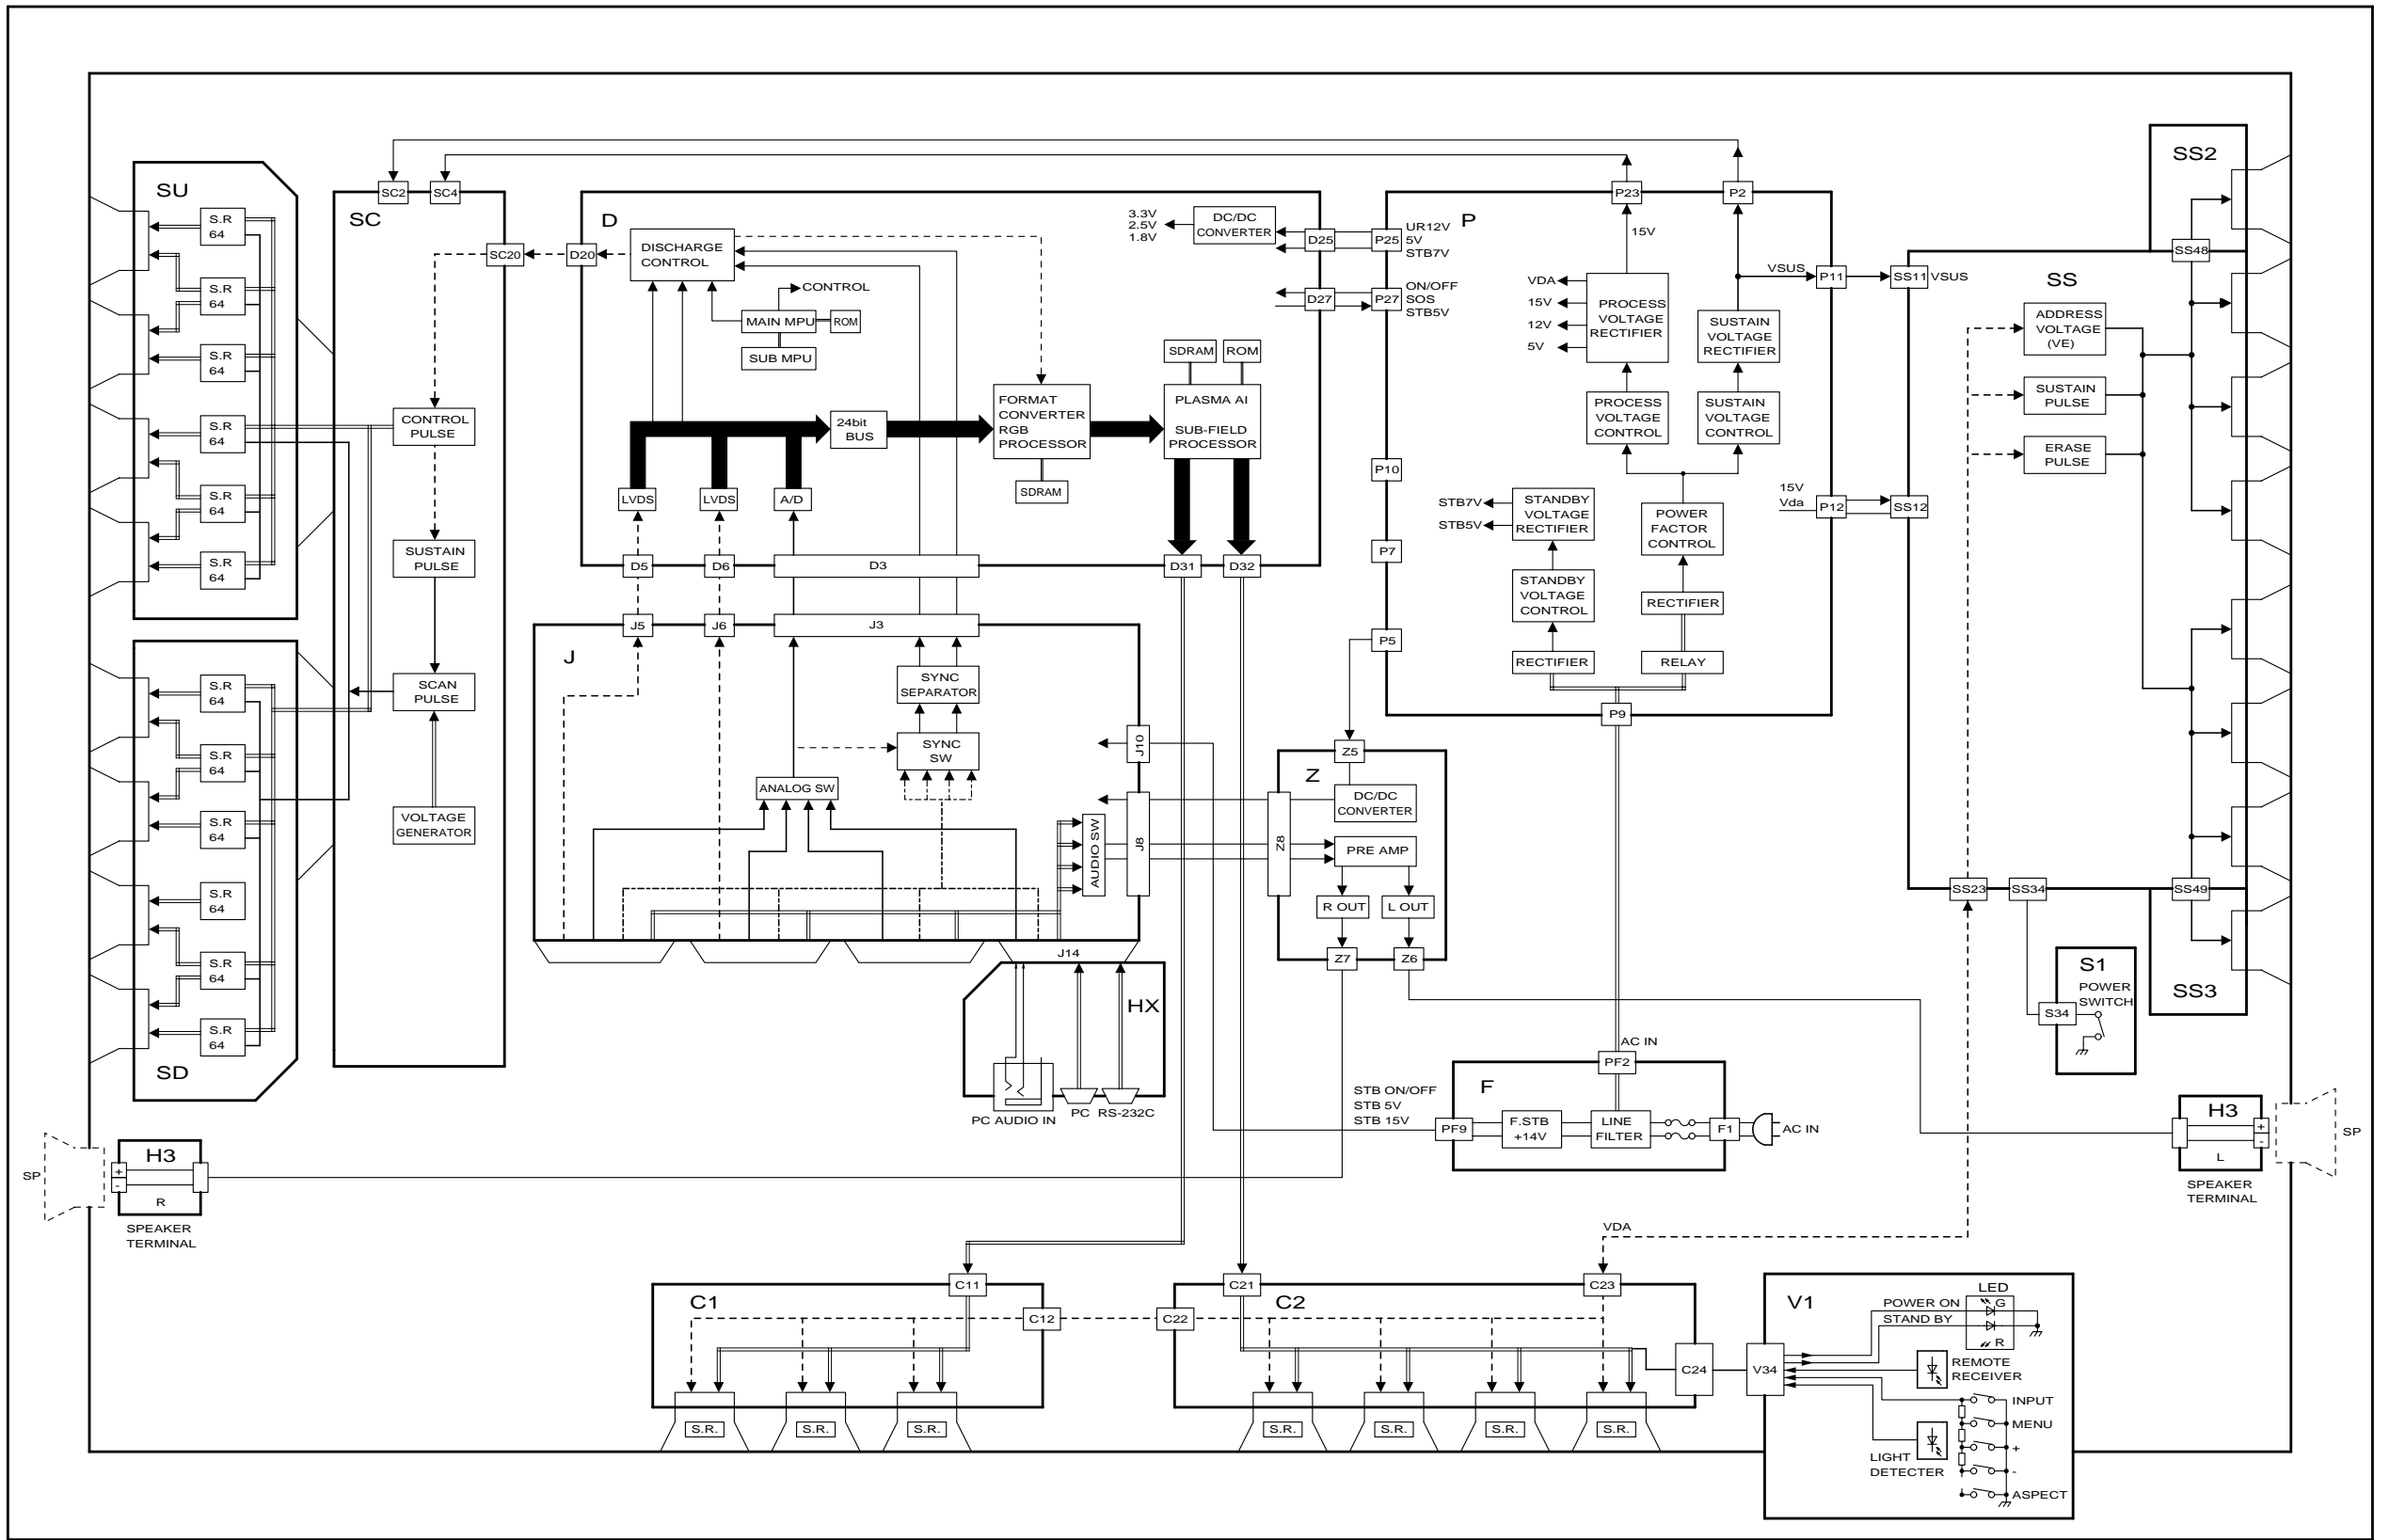 SU
S.R
64
S.R
64
S.R
64
S.R
64
S.R
64
S.R
64
SD
S.R
64
S.R
64
S.R
64
S.R
64
S.R
64
S.R
64
SC
SC2
SC4
SC20
CONTROL
PULSE
SUSTAIN
PULSE
SCAN
PULSE
VOLTAGE
GENERATOR
D
D20
DISCHARGE
CONTROL
CONTROL
MAIN MPU
ROM
SUB MPU
3.3V
2.5V
1.8V
DC/DC
CONVERTER
D25
D27
SDRAM
ROM
24bit
BUS
FORMAT
CONVERTER
RGB
PROCESSOR
SDRAM
PLASMA AI
SUB-FIELD
PROCESSOR
LVDS
LVDS
A/D
D5
D6
D3
D31
D32
J
J5
J6
J3
SYNC
SEPARATOR
SYNC
SW
ANALOG SW
AUDIO SW
J10
J8
J14
HX
PC AUDIO IN
PC
RS-232C
P
P23
P2
P25
UR12V
5V
STB7V
P27
ON/OFF
SOS
STB5V
15V
VDA
15V
12V
5V
PROCESS
VOLTAGE
RECTIFIER
SUSTAIN
VOLTAGE
RECTIFIER
PROCESS
VOLTAGE
CONTROL
SUSTAIN
VOLTAGE
CONTROL
VSUS
P11
P10
STB7V
STB5V
STANDBY
VOLTAGE
RECTIFIER
POWER
FACTOR
CONTROL
15V
Vda
P12
P7
STANDBY
VOLTAGE
CONTROL
RECTIFIER
P5
RECTIFIER
RELAY
P9
Z
Z5
DC/DC
CONVERTER
Z8
PRE AMP
R OUT
L OUT
Z7
Z6
F
AC IN
PF2
STB ON/OFF
STB 5V
STB 15V
PF9
F.STB
+14V
LINE
FILTER
F1
AC IN
SS2
SS48
SS
SS11
VSUS
ADDRESS
VOLTAGE
(VE)
SUSTAIN
PULSE
ERASE
PULSE
SS12
SS23
SS34
SS49
SS3
S1
POWER
SWITCH
S34
SP
H3
+
-
R
SPEAKER
TERMINAL
H3
+
-
L
SP
SPEAKER
TERMINAL
VDA
C1
C11
C12
S.R.
S.R.
S.R.
C2
C21
C22
C23
C24
S.R.
S.R.
S.R.
S.R.
V1
V34
LED
POWER ON
G
STAND BY
R
REMOTE
RECEIVER
INPUT
MENU
+
-
ASPECT
LIGHT
DETECTER